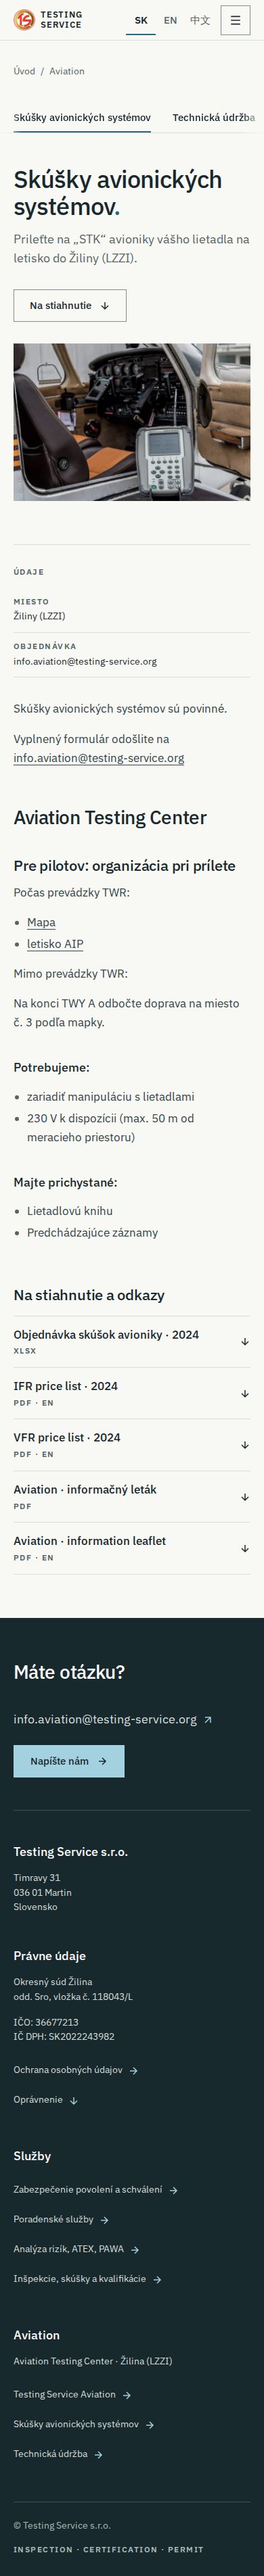 TESTING
SERVICE
SK EN 中文
Úvod / Aviation
Skúšky avionických systémov Technická údržba
Skúšky avionických
systémov.
Prileťte na „STK“ avioniky vášho lietadla na
letisko do Žiliny (LZZI).
Na stiahnutie ↓
ÚDAJE
MIESTO
Žiliny (LZZI)
OBJEDNÁVKA
info.aviation@testing-service.org
Skúšky avionických systémov sú povinné.
Vyplnený formulár odošlite na
info.aviation@testing-service.org
Aviation Testing Center
Pre pilotov: organizácia pri prílete
Počas prevádzky TWR:
• Mapa
• letisko AIP
Mimo prevádzky TWR:
Na konci TWY A odbočte doprava na miesto
č. 3 podľa mapky.
Potrebujeme:
• zariadiť manipuláciu s lietadlami
• 230 V k dispozícii (max. 50 m od
meracieho priestoru)
Majte prichystané:
• Lietadlovú knihu
• Predchádzajúce záznamy
Na stiahnutie a odkazy
Objednávka skúšok avioniky · 2024 ↓
XLSX
IFR price list · 2024 ↓
PDF · EN
VFR price list · 2024 ↓
PDF · EN
Aviation · informačný leták ↓
PDF
Aviation · information leaflet ↓
PDF · EN
Máte otázku?
info.aviation@testing-service.org ↗
Napíšte nám →
Testing Service s.r.o.
Timravy 31
036 01 Martin
Slovensko
Právne údaje
Okresný súd Žilina
odd. Sro, vložka č. 118043/L
IČO: 36677213
IČ DPH: SK2022243982
Ochrana osobných údajov →
Oprávnenie ↓
Služby
Zabezpečenie povolení a schválení →
Poradenské služby →
Analýza rizík, ATEX, PAWA →
Inšpekcie, skúšky a kvalifikácie →
Aviation
Aviation Testing Center · Žilina (LZZI)
Testing Service Aviation →
Skúšky avionických systémov →
Technická údržba →
© Testing Service s.r.o.
INSPECTION · CERTIFICATION · PERMIT